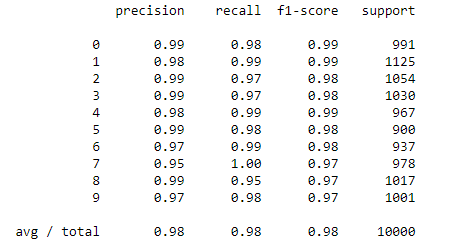 precision recall f1-score support
0 0.99 0.98 0.99 991
1 0.98 0.99 0.99 1125
2 0.99 0.97 0.98 1054
3 0.99 0.97 0.98 1030
4 0.98 0.99 0.99 967
5 0.99 0.98 0.98 900
6 0.97 0.99 0.98 937
7 0.95 1.00 0.97 978
8 0.99 0.95 0.97 1017
9 0.97 0.98 0.97 1001
avg / total 0.98 0.98 0.98 10000